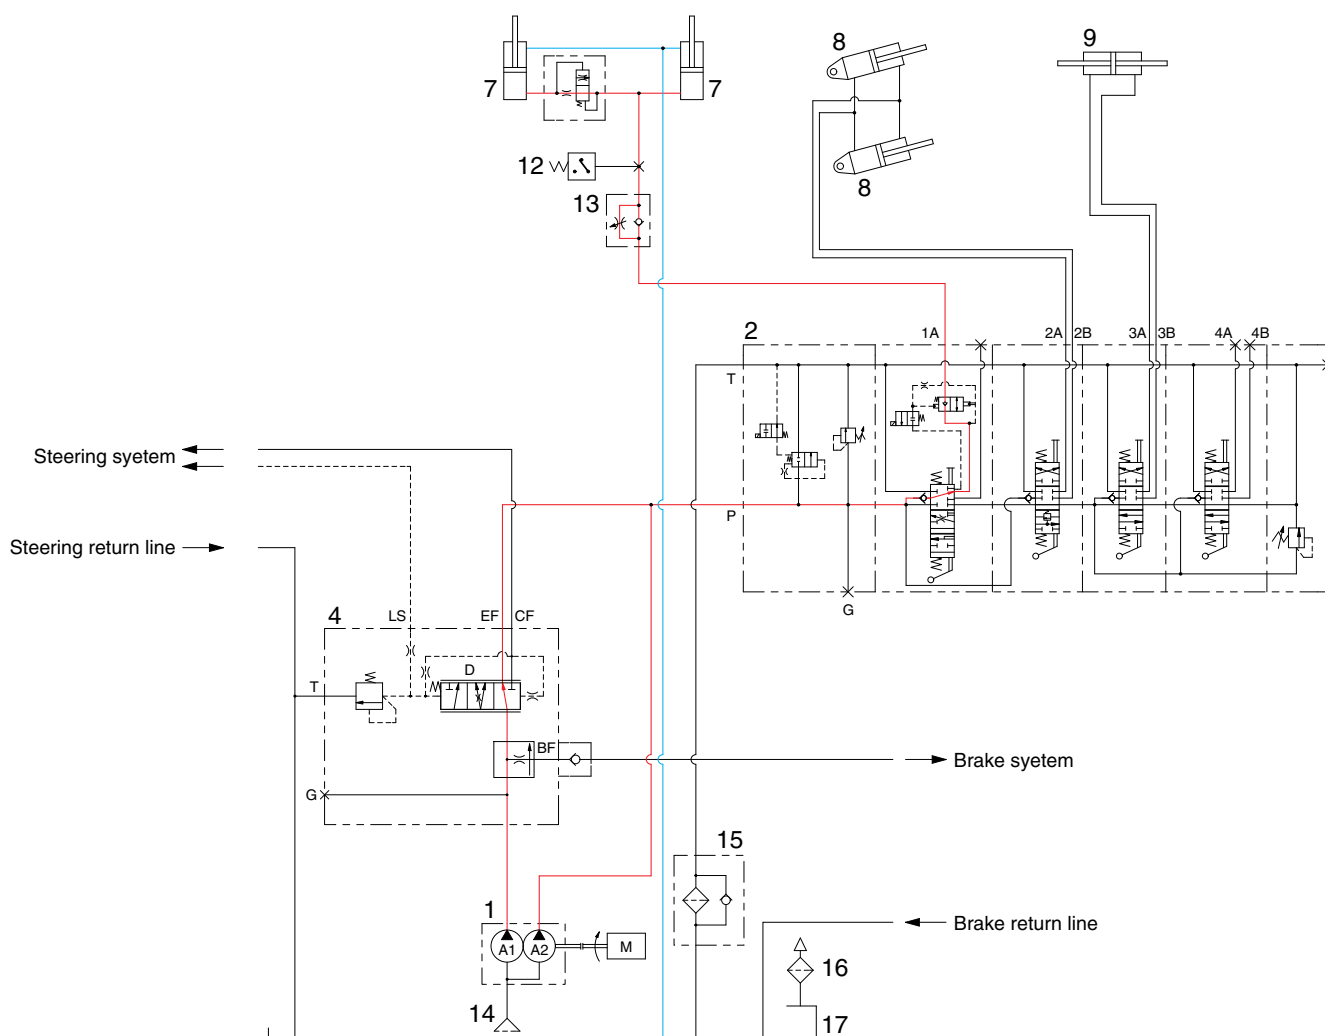 8
9
7
7
12
8
13
2
1A
2A
2B
3A
3B
4A
4B
T
Steering syetem
P
Steering return line
G
4
LS
EF
CF
D
T
BF
Brake syetem
G
15
1
Brake return line
A1
A2
M
16
14
17